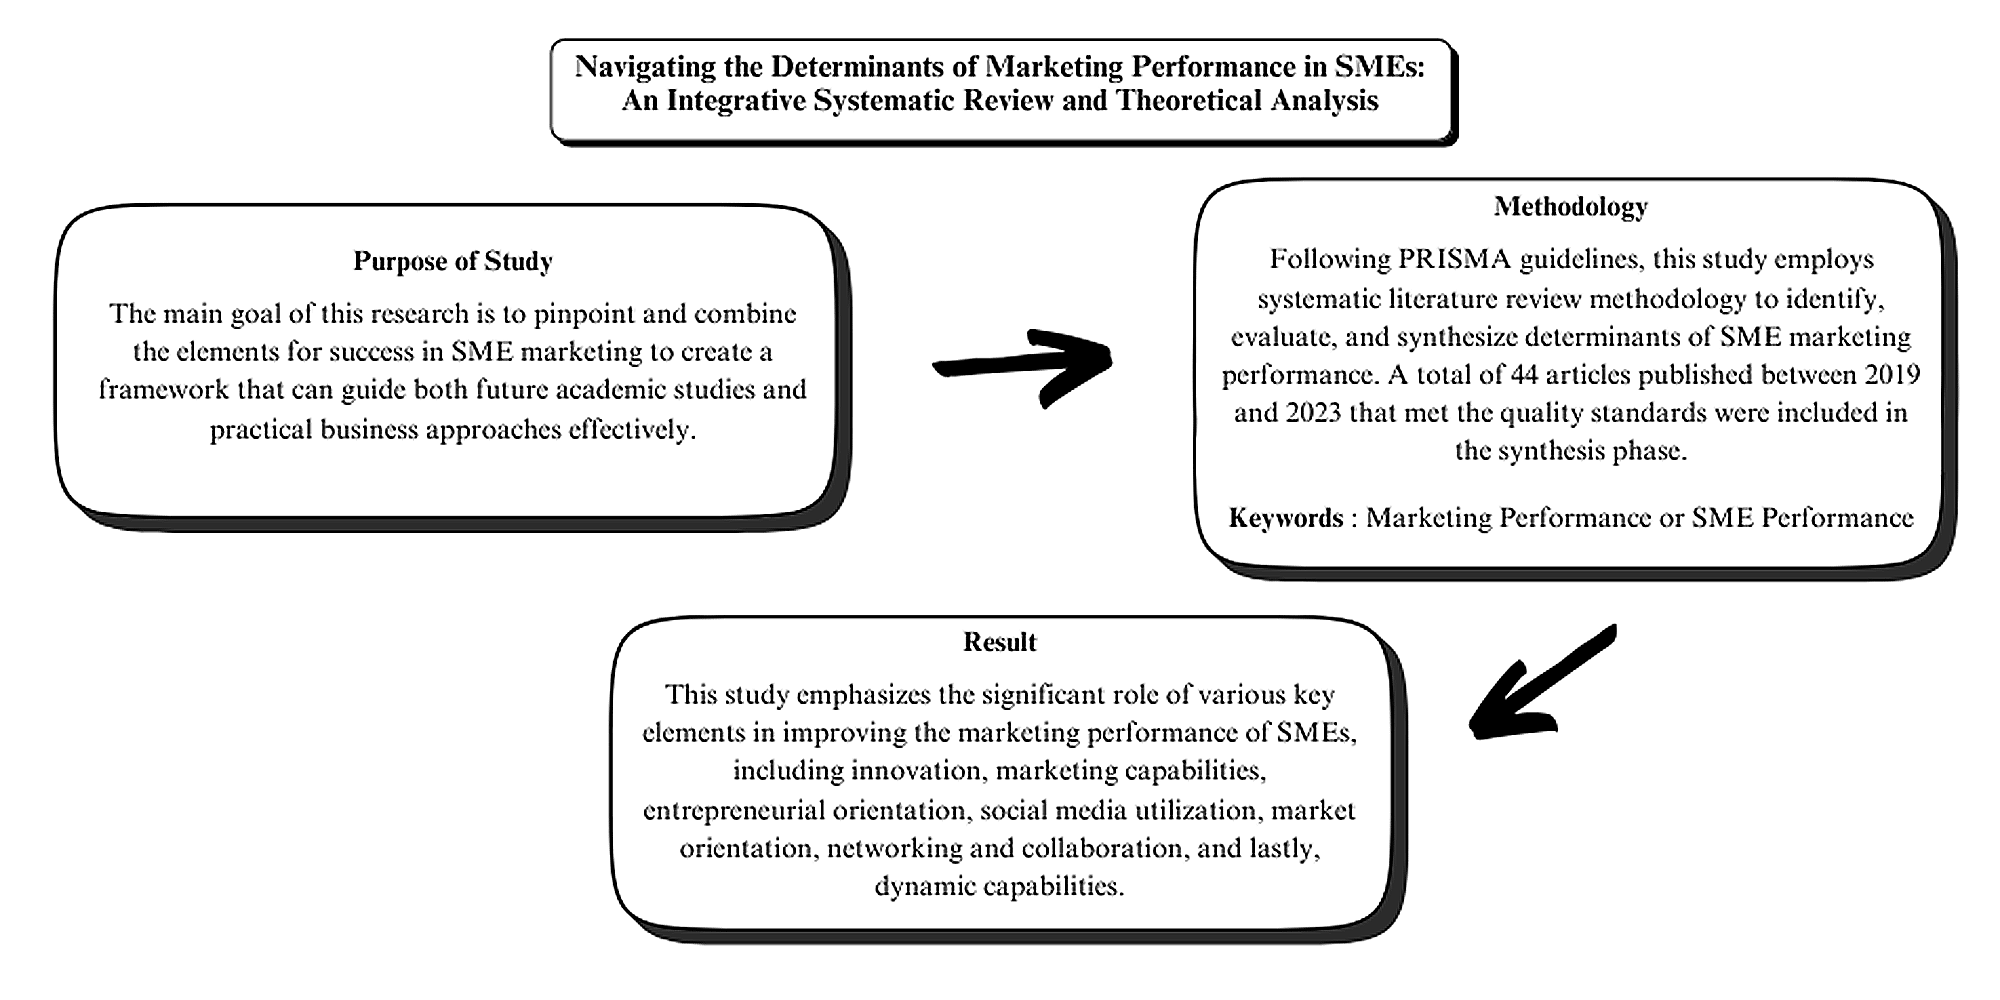 Navigating the Determinants of Marketing Performance in SMEs:
An Integrative Systematic Review and Theoretical Analysis
Purpose of Study
The main goal of this research is to pinpoint and combine
the elements for success in SME marketing to create a
framework that can guide both future academic studies and
practical business approaches effectively.
Methodology
Following PRISMA guidelines, this study employs
systematic literature review methodology to identify,
evaluate, and synthesize determinants of SME marketing
performance. A total of 44 articles published between 2019
and 2023 that met the quality standards were included in
the synthesis phase.
Keywords : Marketing Performance or SME Performance
Result
This study emphasizes the significant role of various key
elements in improving the marketing performance of SMEs,
including innovation, marketing capabilities,
entrepreneurial orientation, social media utilization, market
orientation, networking and collaboration, and lastly,
dynamic capabilities.